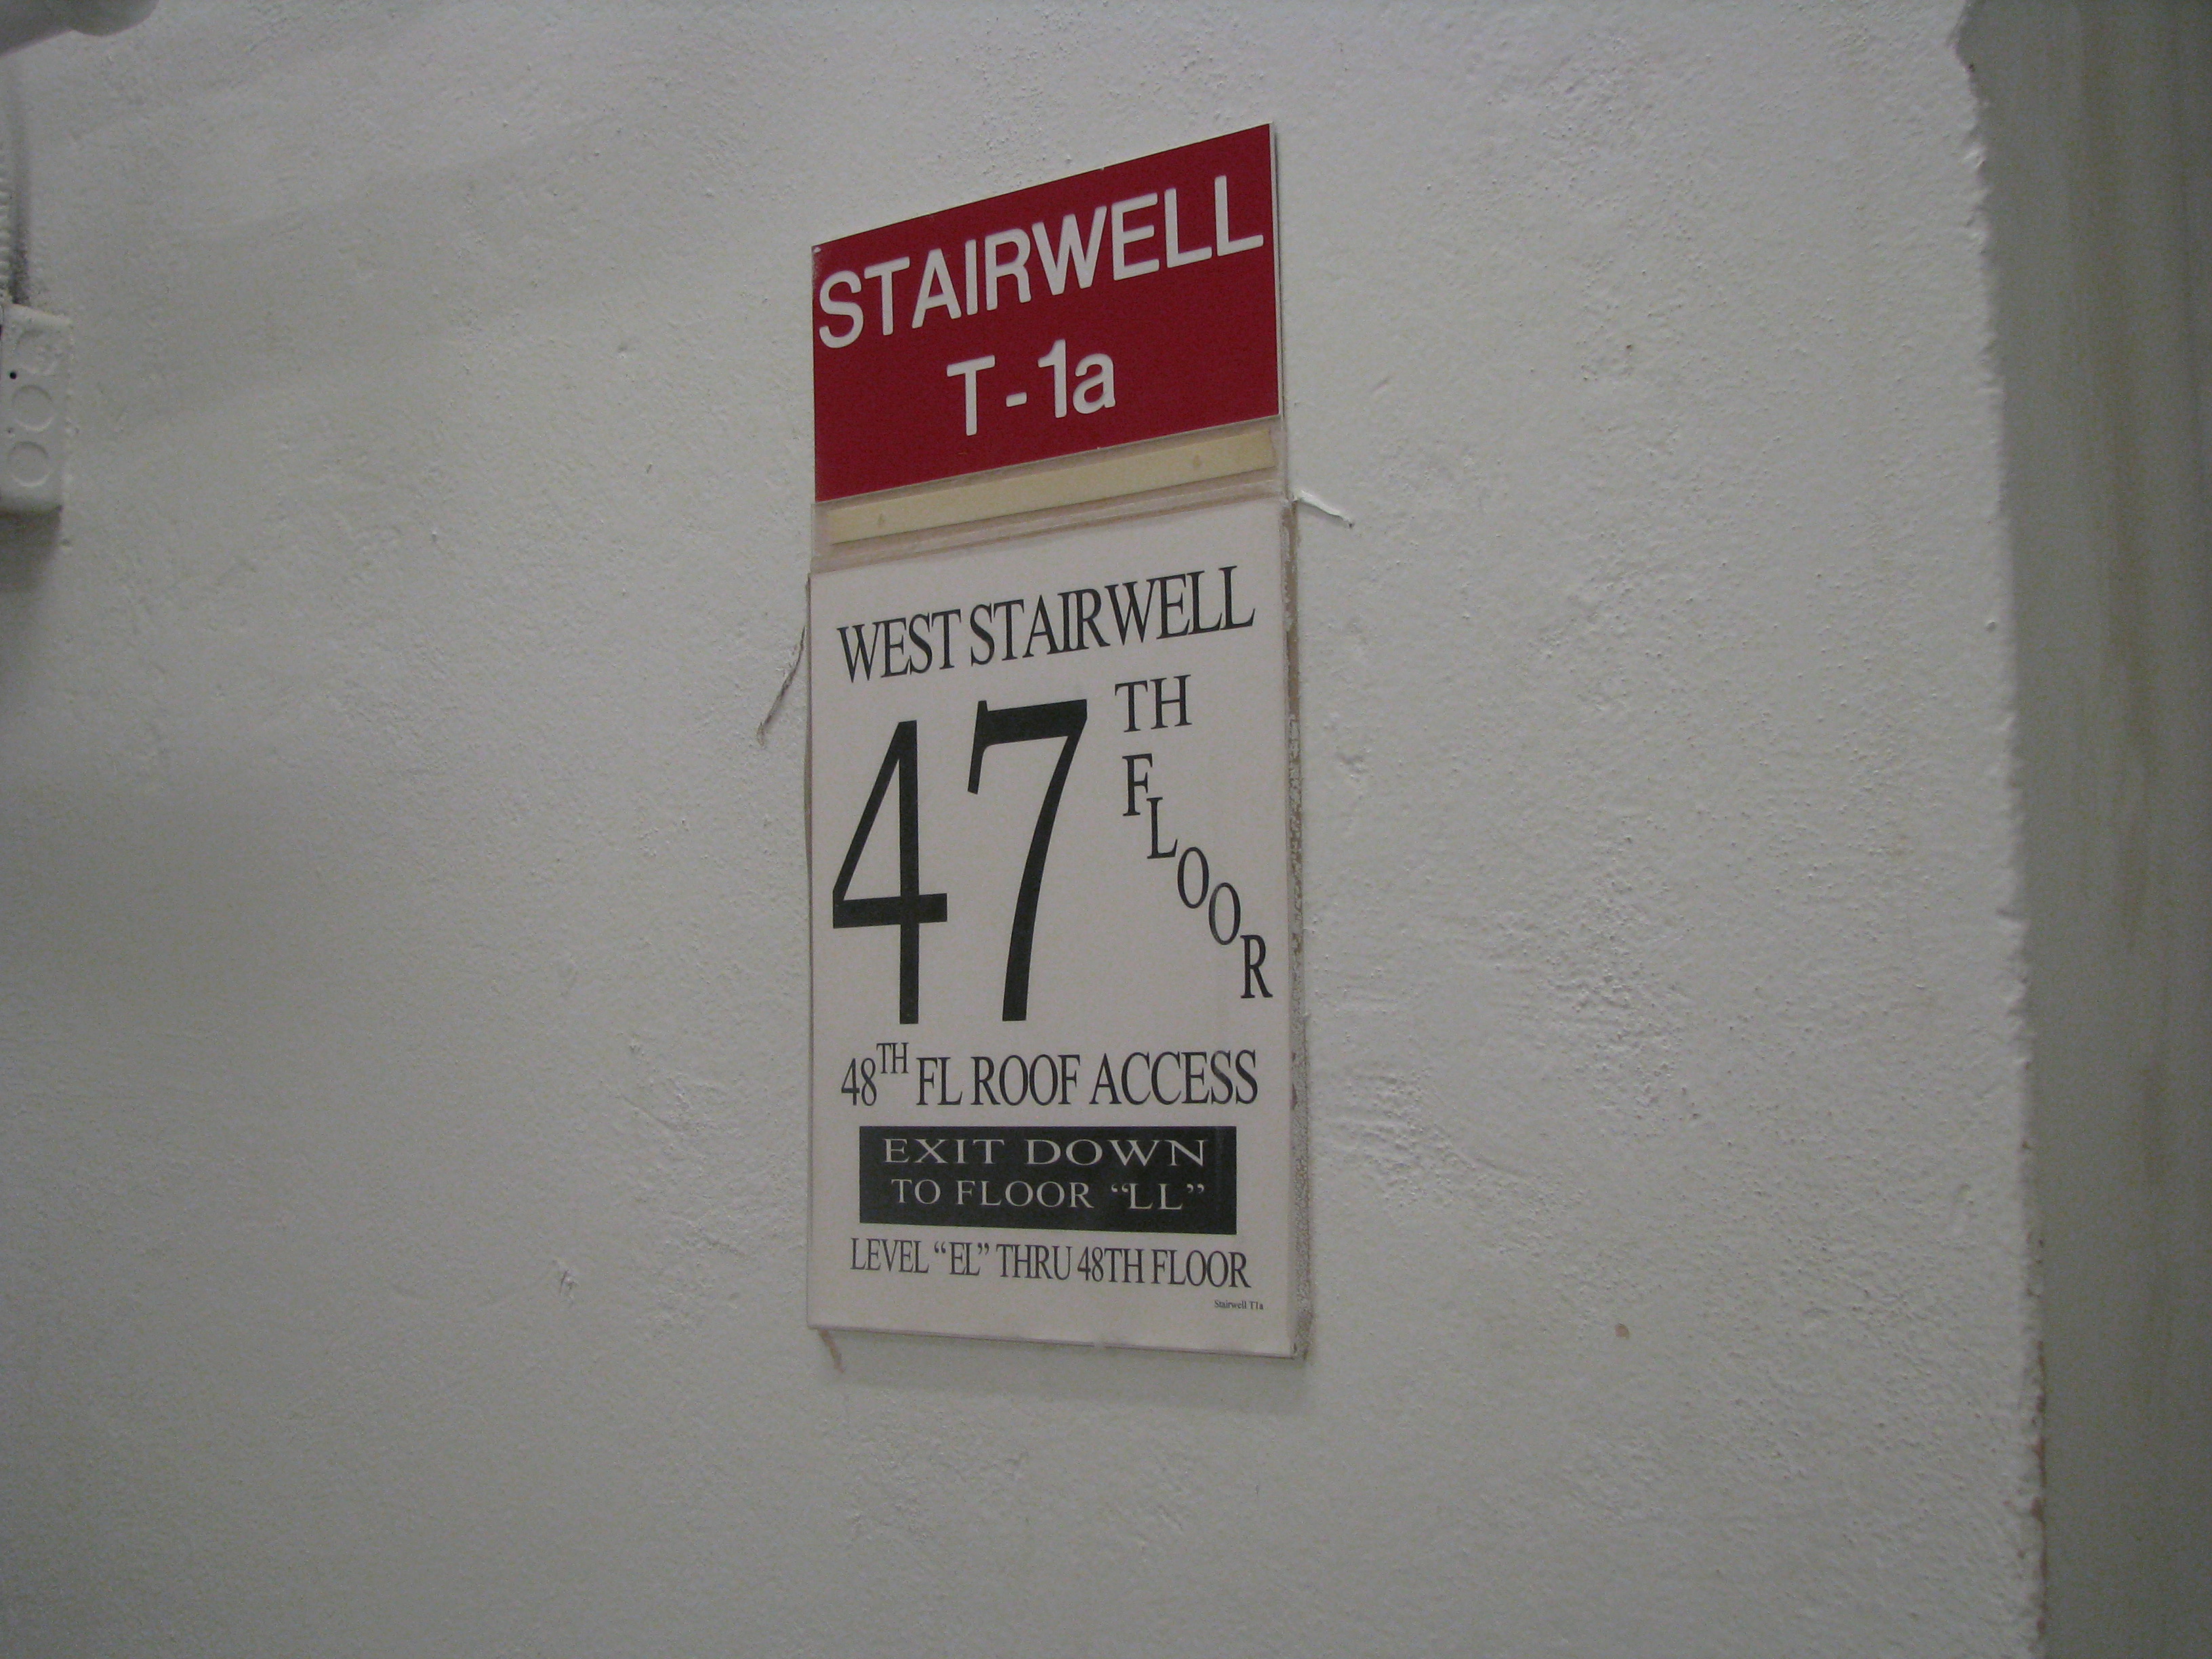 STAIRWELL
T-1a
WEST STAIRWELL
47 TH
FLOOR
48TH FL ROOF ACCESS
EXIT DOWN
TO FLOOR “LL”
LEVEL “EL” THRU 48TH FLOOR
Stairwell T1a